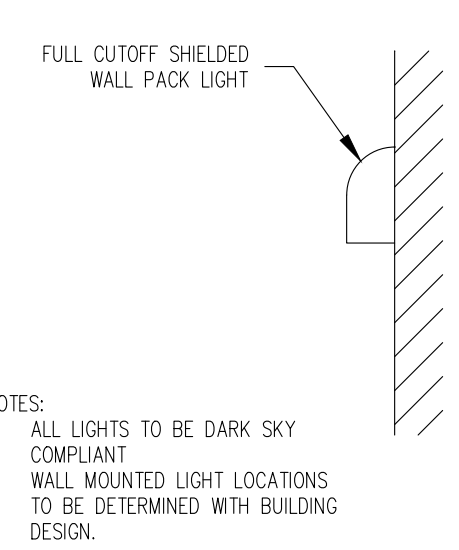 FULL CUTOFF SHIELDED
WALL PACK LIGHT
OTES:
ALL LIGHTS TO BE DARK SKY
COMPLIANT
WALL MOUNTED LIGHT LOCATIONS
TO BE DETERMINED WITH BUILDING
DESIGN.